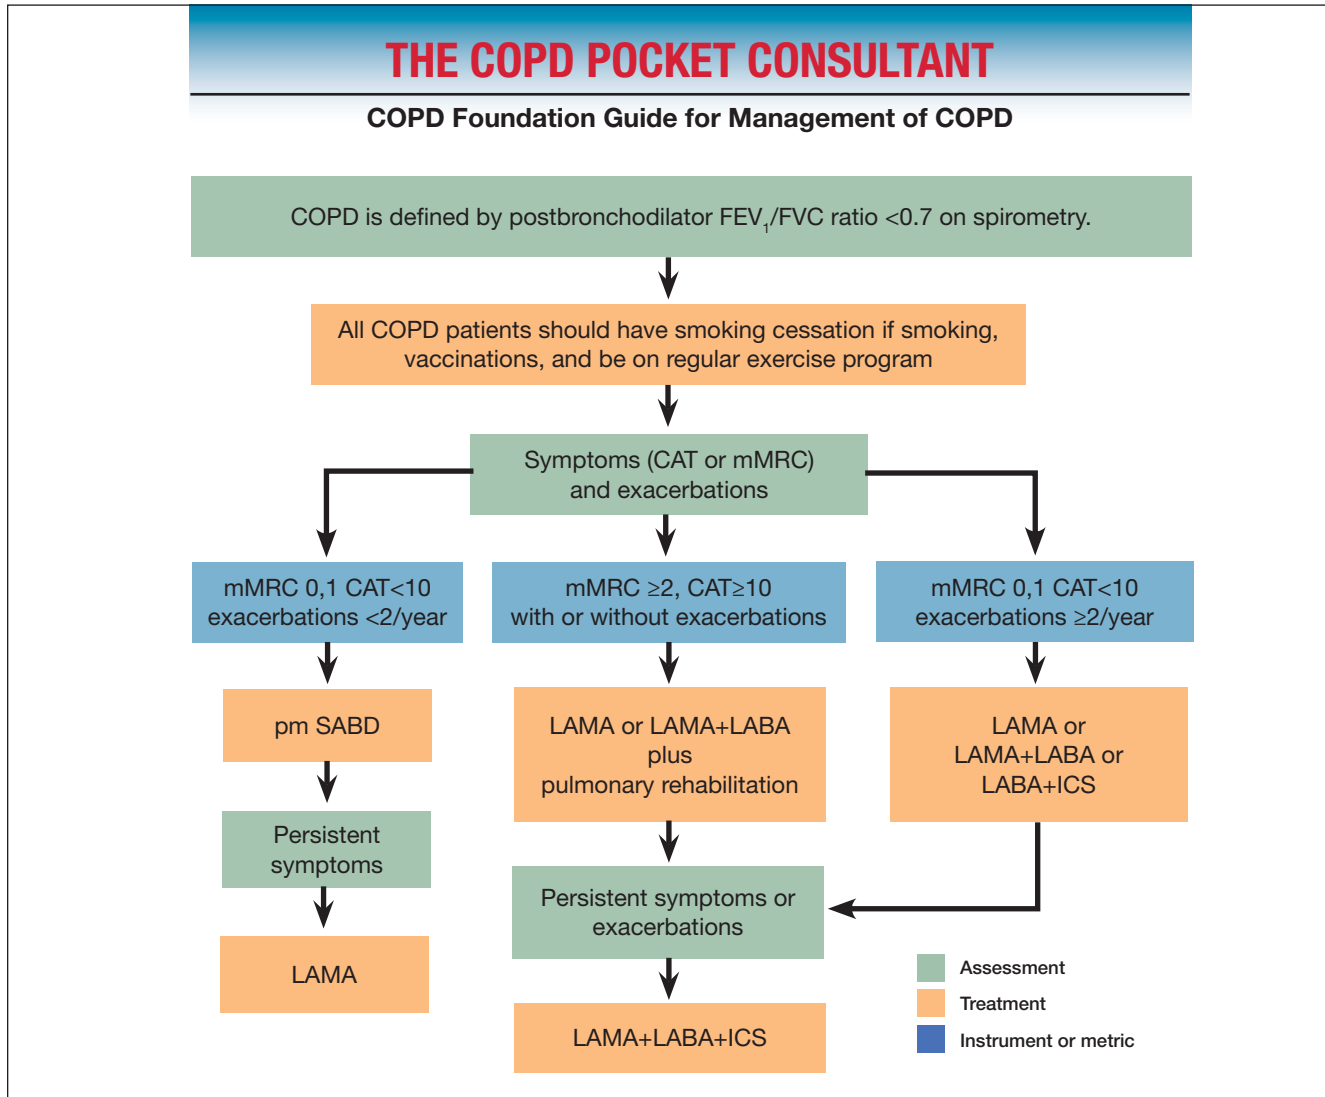 THE COPD POCKET CONSULTANT
COPD Foundation Guide for Management of COPD
COPD is defined by postbronchodilator FEV₁/FVC ratio <0.7 on spirometry.
All COPD patients should have smoking cessation if smoking,
vaccinations, and be on regular exercise program
Symptoms (CAT or mMRC)
and exacerbations
mMRC 0,1 CAT<10
exacerbations <2/year
mMRC ≥2, CAT≥10
with or without exacerbations
mMRC 0,1 CAT<10
exacerbations ≥2/year
pm SABD
LAMA or LAMA+LABA
plus
pulmonary rehabilitation
LAMA or
LAMA+LABA or
LABA+ICS
Persistent
symptoms
Persistent symptoms or
exacerbations
LAMA
LAMA+LABA+ICS
Assessment
Treatment
Instrument or metric